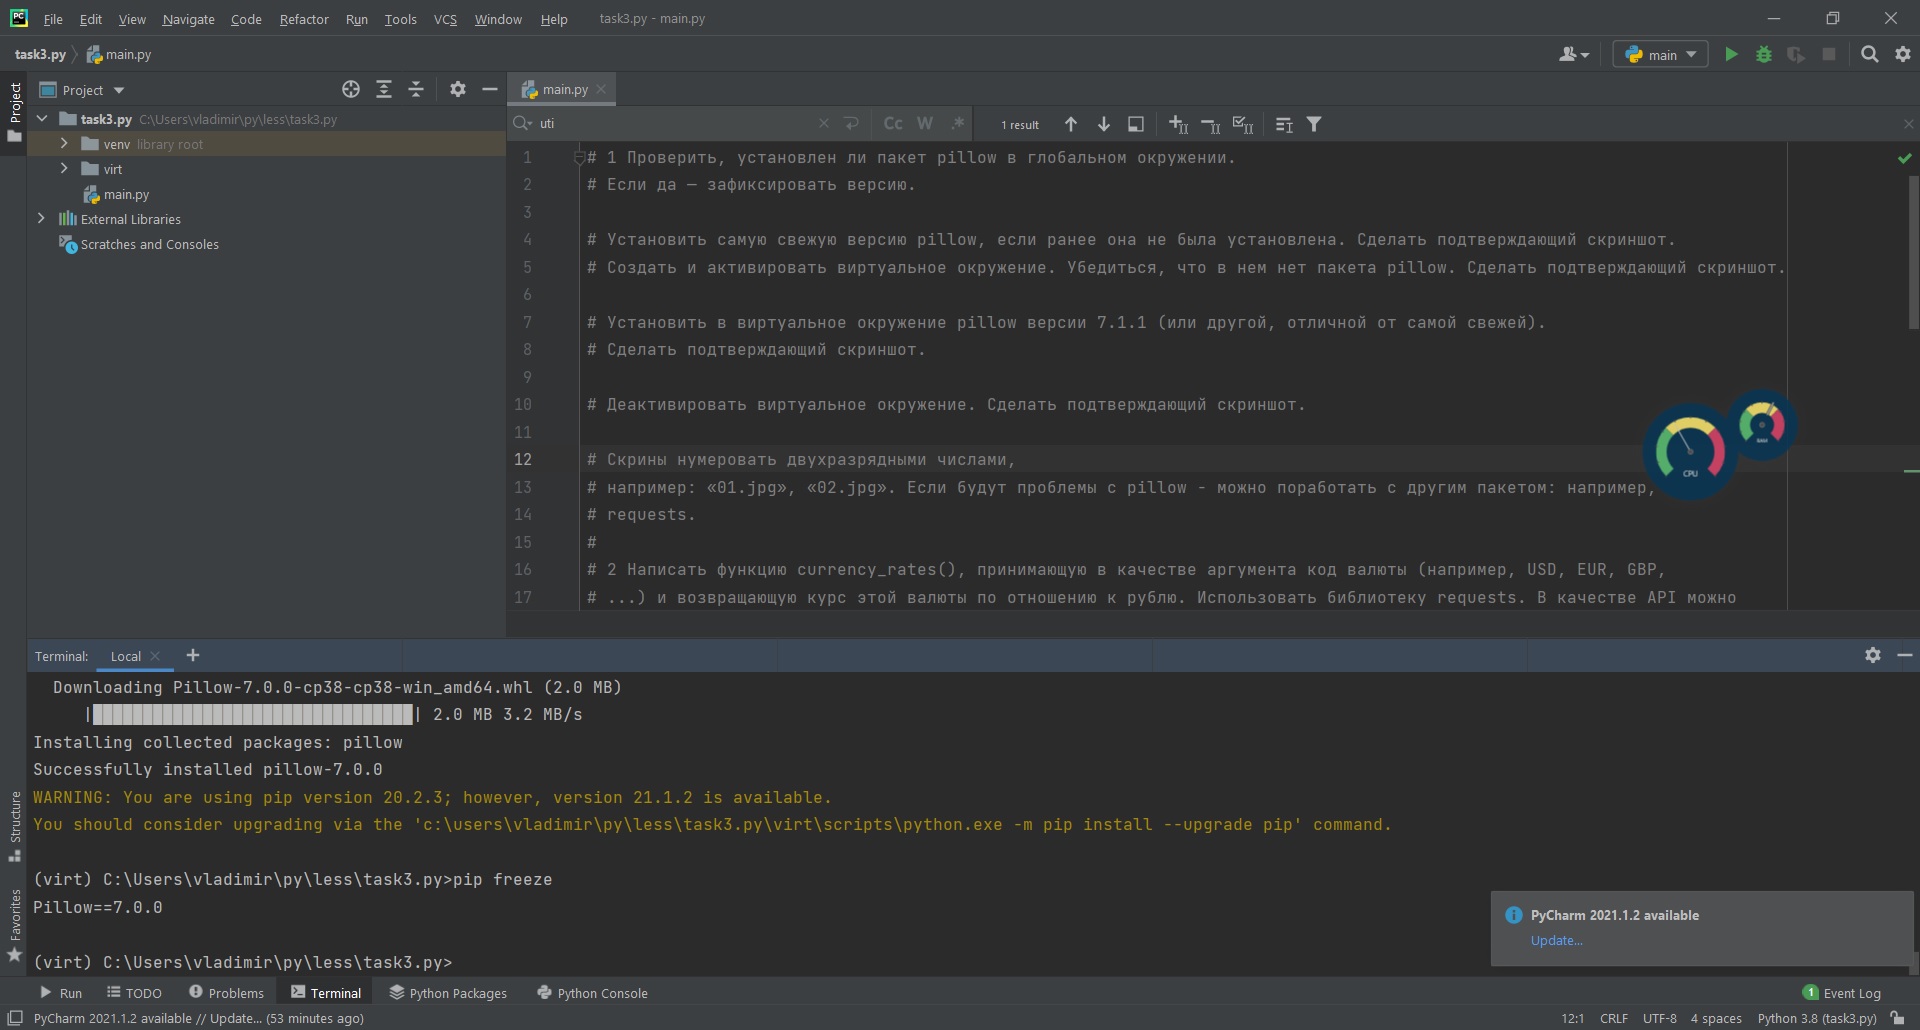 PC File Edit View Navigate Code Refactor Run Tools VCS Window Help task3.py - main.py
task3.py main.py main
Project
Project
task3.py C:\Users\vladimir\py\less\task3.py
venv library root
virt
main.py
External Libraries
Scratches and Consoles
main.py
uti Cc W .* 1 result
1 # 1 Проверить, установлен ли пакет pillow в глобальном окружении.
2 # Если да — зафиксировать версию.
3
4 # Установить самую свежую версию pillow, если ранее она не была установлена. Сделать подтверждающий скриншот.
5 # Создать и активировать виртуальное окружение. Убедиться, что в нем нет пакета pillow. Сделать подтверждающий скриншот.
6
7 # Установить в виртуальное окружение pillow версии 7.1.1 (или другой, отличной от самой свежей).
8 # Сделать подтверждающий скриншот.
9
10 # Деактивировать виртуальное окружение. Сделать подтверждающий скриншот.
11
12 # Скрины нумеровать двухразрядными числами,
13 # например: «01.jpg», «02.jpg». Если будут проблемы с pillow - можно поработать с другим пакетом: например,
14 # requests.
15 #
16 # 2 Написать функцию currency_rates(), принимающую в качестве аргумента код валюты (например, USD, EUR, GBP,
17 # ...) и возвращающую курс этой валюты по отношению к рублю. Использовать библиотеку requests. В качестве API можно
CPU
RAM
Terminal: Local
Downloading Pillow-7.0.0-cp38-cp38-win_amd64.whl (2.0 MB)
| | 2.0 MB 3.2 MB/s
Installing collected packages: pillow
Successfully installed pillow-7.0.0
WARNING: You are using pip version 20.2.3; however, version 21.1.2 is available.
You should consider upgrading via the 'c:\users\vladimir\py\less\task3.py\virt\scripts\python.exe -m pip install --upgrade pip' command.
(virt) C:\Users\vladimir\py\less\task3.py>pip freeze
Pillow==7.0.0
(virt) C:\Users\vladimir\py\less\task3.py>
Structure
Favorites
PyCharm 2021.1.2 available
Update...
Run TODO Problems Terminal Python Packages Python Console 1 Event Log
PyCharm 2021.1.2 available // Update... (53 minutes ago) 12:1 CRLF UTF-8 4 spaces Python 3.8 (task3.py)